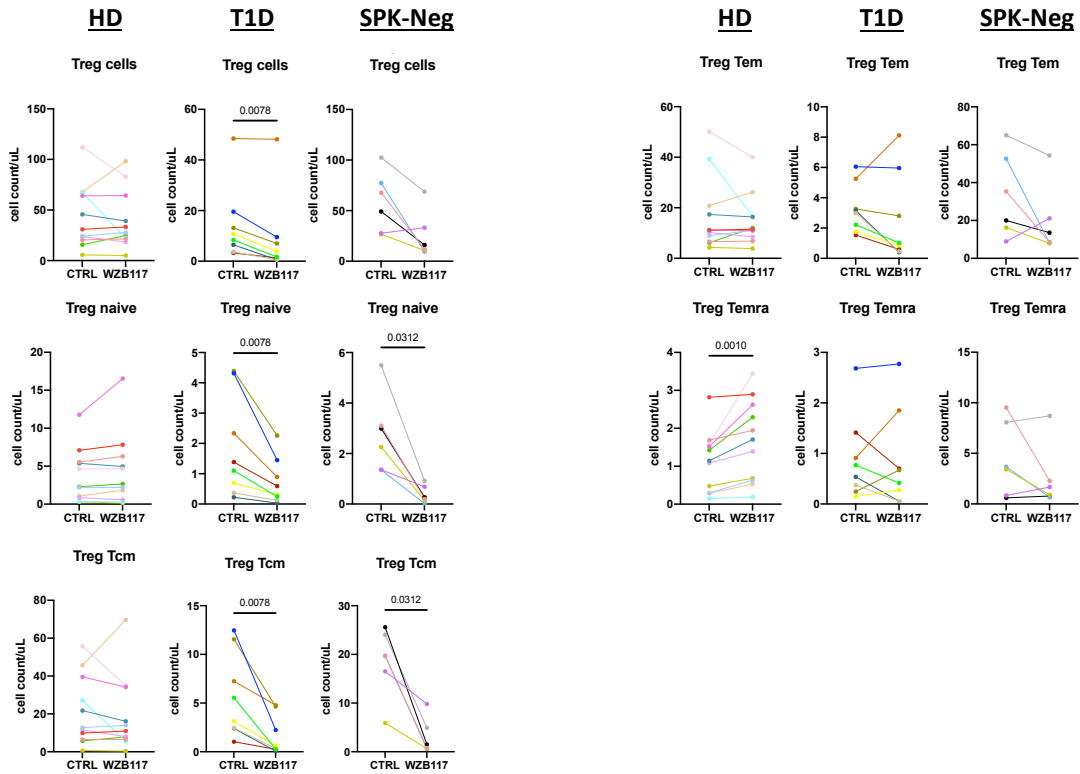 HD T1D SPK-Neg
Treg cells Treg cells Treg cells
0.0078
cell count/uL cell count/uL cell count/uL
150 100 50 0
60 40 20 0
150 100 50 0
CTRL WZB117 CTRL WZB117 CTRL WZB117
Treg naive Treg naive Treg naive
0.0078 0.0312
cell count/uL cell count/uL cell count/uL
20 15 10 5 0
5 4 3 2 1 0
6 4 2 0
CTRL WZB117 CTRL WZB117 CTRL WZB117
Treg Tcm Treg Tcm Treg Tcm
0.0078 0.0312
cell count/uL cell count/uL cell count/uL
80 60 40 20 0
15 10 5 0
30 20 10 0
CTRL WZB117 CTRL WZB117 CTRL WZB117
HD T1D SPK-Neg
Treg Tem Treg Tem Treg Tem
cell count/uL cell count/uL cell count/uL
60 40 20 0
10 8 6 4 2 0
80 60 40 20 0
CTRL WZB117 CTRL WZB117 CTRL WZB117
Treg Temra Treg Temra Treg Temra
0.0010
cell count/uL cell count/uL cell count/uL
4 3 2 1 0
3 2 1 0
15 10 5 0
CTRL WZB117 CTRL WZB117 CTRL WZB117